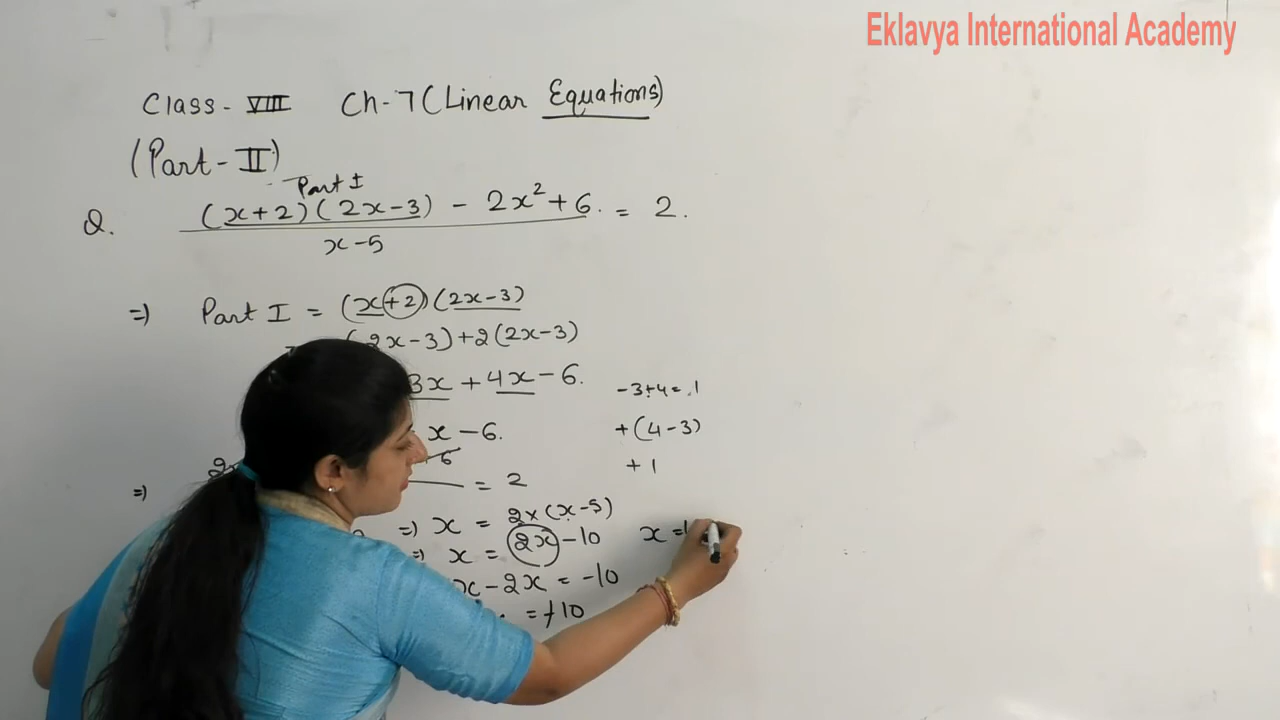 Eklavya International Academy
Class - VIII Ch-7 (Linear Equations)
(Part - II)
Part I
Q. (x+2)(2x-3) - 2x²+6 = 2.
x-5
=) Part I = (x+2)(2x-3)
2x-3)+2(2x-3)
3x + 4x - 6.
-3+4=.1
x - 6.
+(4-3)
6
+1
=) = 2
=) x = 2×(x-5)
=) x = 2x-10
x = 1
x-2x = -10
= +10